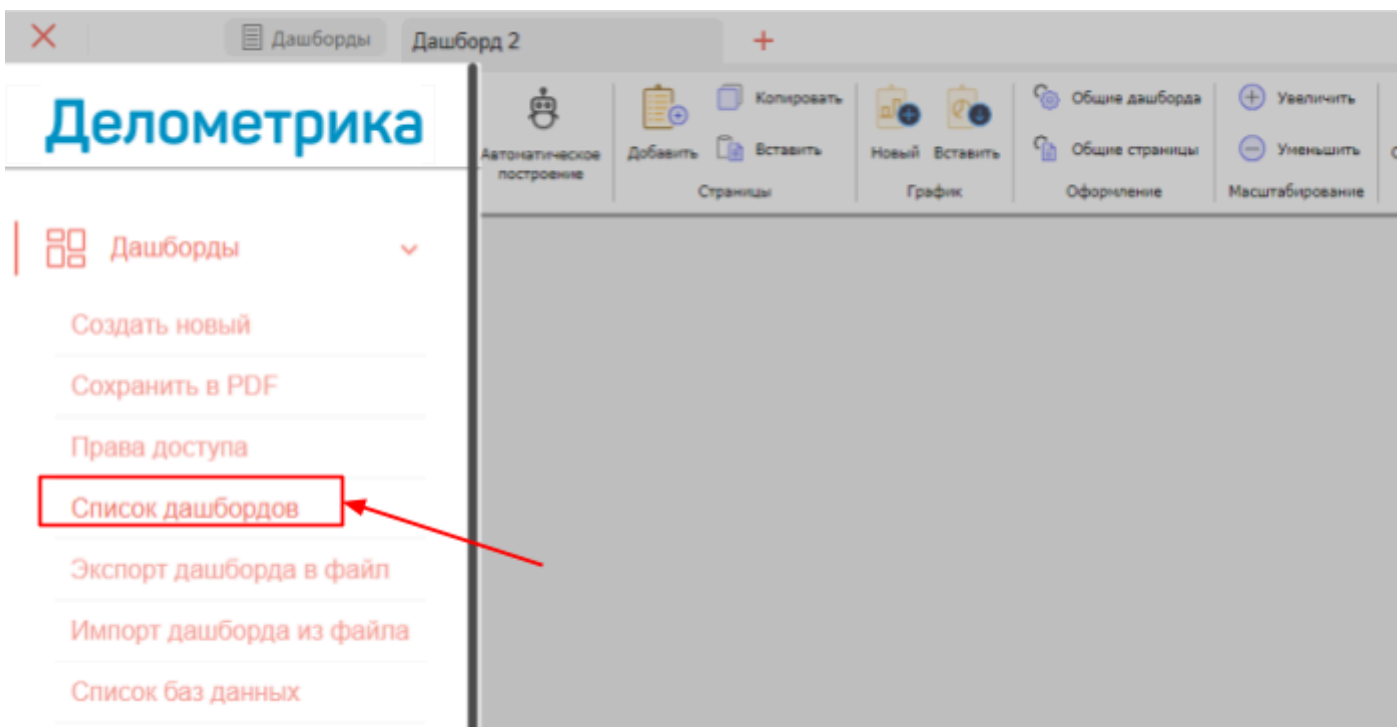 Дашборды
Дашборд 2
Делометрика
Автоматическое
построение
Добавить
Копировать
Вставить
Страницы
Новый
Вставить
График
Общие дашборда
Общие страницы
Оформление
Увеличить
Уменьшить
Масштабирование
Дашборды
Создать новый
Сохранить в PDF
Права доступа
Список дашбордов
Экспорт дашборда в файл
Импорт дашборда из файла
Список баз данных